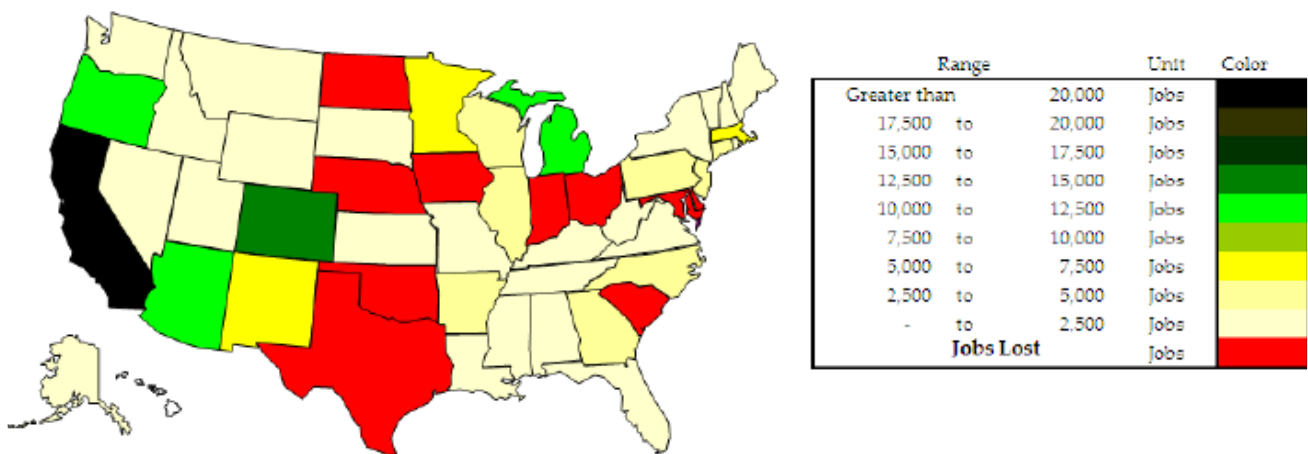 Range Unit Color
Greater than 20,000 Jobs
17,500 to 20,000 Jobs
15,000 to 17,500 Jobs
12,500 to 15,000 Jobs
10,000 to 12,500 Jobs
7,500 to 10,000 Jobs
5,000 to 7,500 Jobs
2,500 to 5,000 Jobs
- to 2,500 Jobs
Jobs Lost Jobs